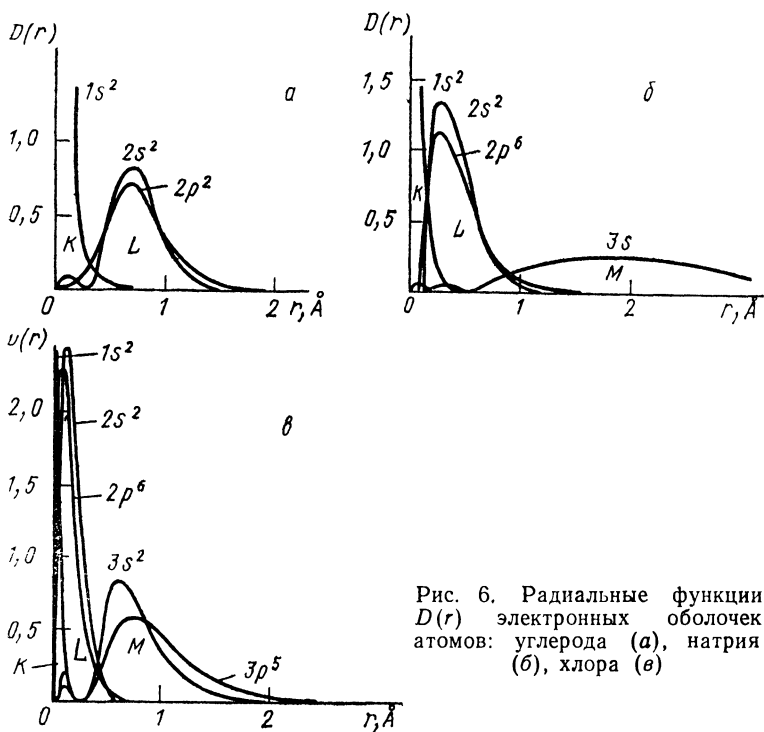 D(r)
1s²
а
1,0
2s²
2p²
0,5
K
L
0
1
2
r,Å
D(r)
1,5
1s²
б
2s²
1,0
2p⁶
K
0,5
L
3s
M
0
1
2
r,Å
υ(r)
1s²
2,0
2s²
в
1,5
2p⁶
1,0
3s²
0,5
L
M
K
3p⁵
0
1
2
r,Å
Рис. 6. Радиальные функции
D(r) электронных оболочек
атомов: углерода (а), натрия
(б), хлора (в)